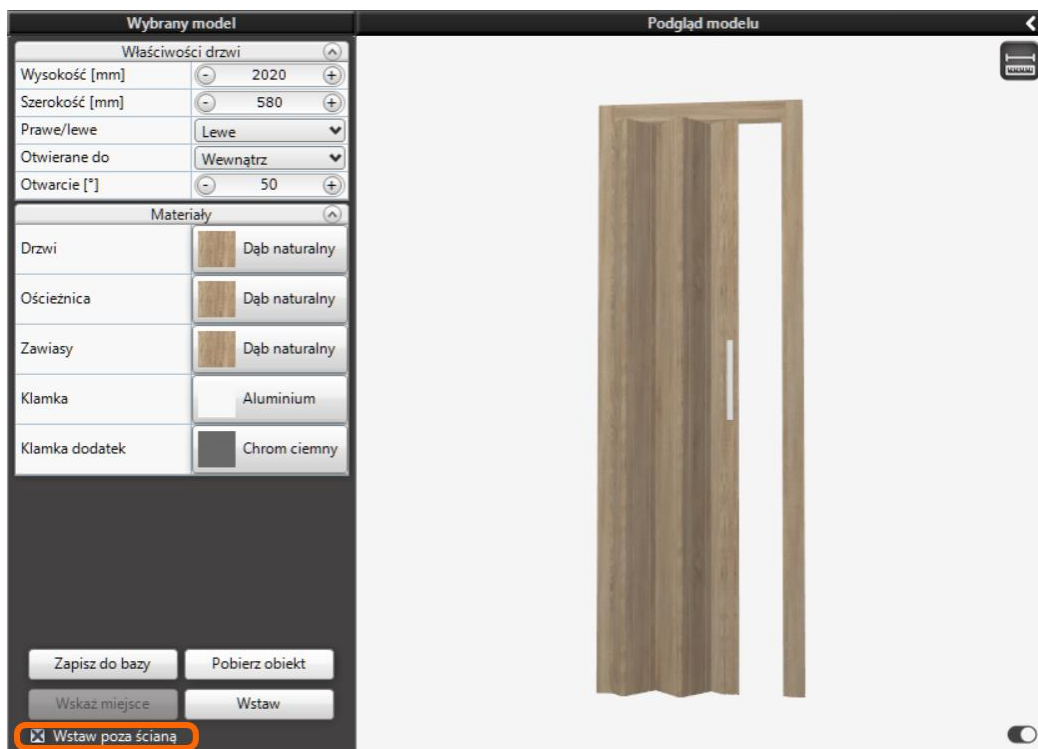 Wybrany model
Podgląd modelu
Właściwości drzwi
Wysokość [mm] - 2020 +
Szerokość [mm] - 580 +
Prawe/lewe Lewe
Otwierane do Wewnątrz
Otwarcie [°] - 50 +
Materiały
Drzwi Dąb naturalny
Ościeżnica Dąb naturalny
Zawiasy Dąb naturalny
Klamka Aluminium
Klamka dodatek Chrom ciemny
Zapisz do bazy Pobierz obiekt
Wskaż miejsce Wstaw
Wstaw poza ścianą